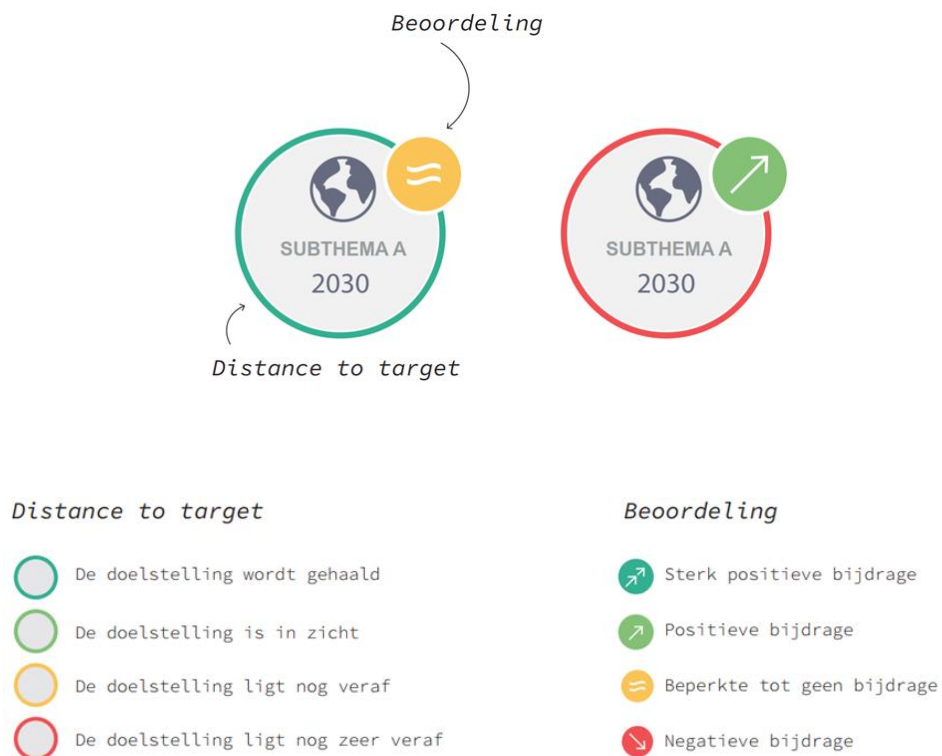 Beoordeling
SUBTHEMA A
2030
SUBTHEMA A
2030
Distance to target
Distance to target
De doelstelling wordt gehaald
De doelstelling is in zicht
De doelstelling ligt nog veraf
De doelstelling ligt nog zeer veraf
Beoordeling
Sterk positieve bijdrage
Positieve bijdrage
Beperkte tot geen bijdrage
Negatieve bijdrage